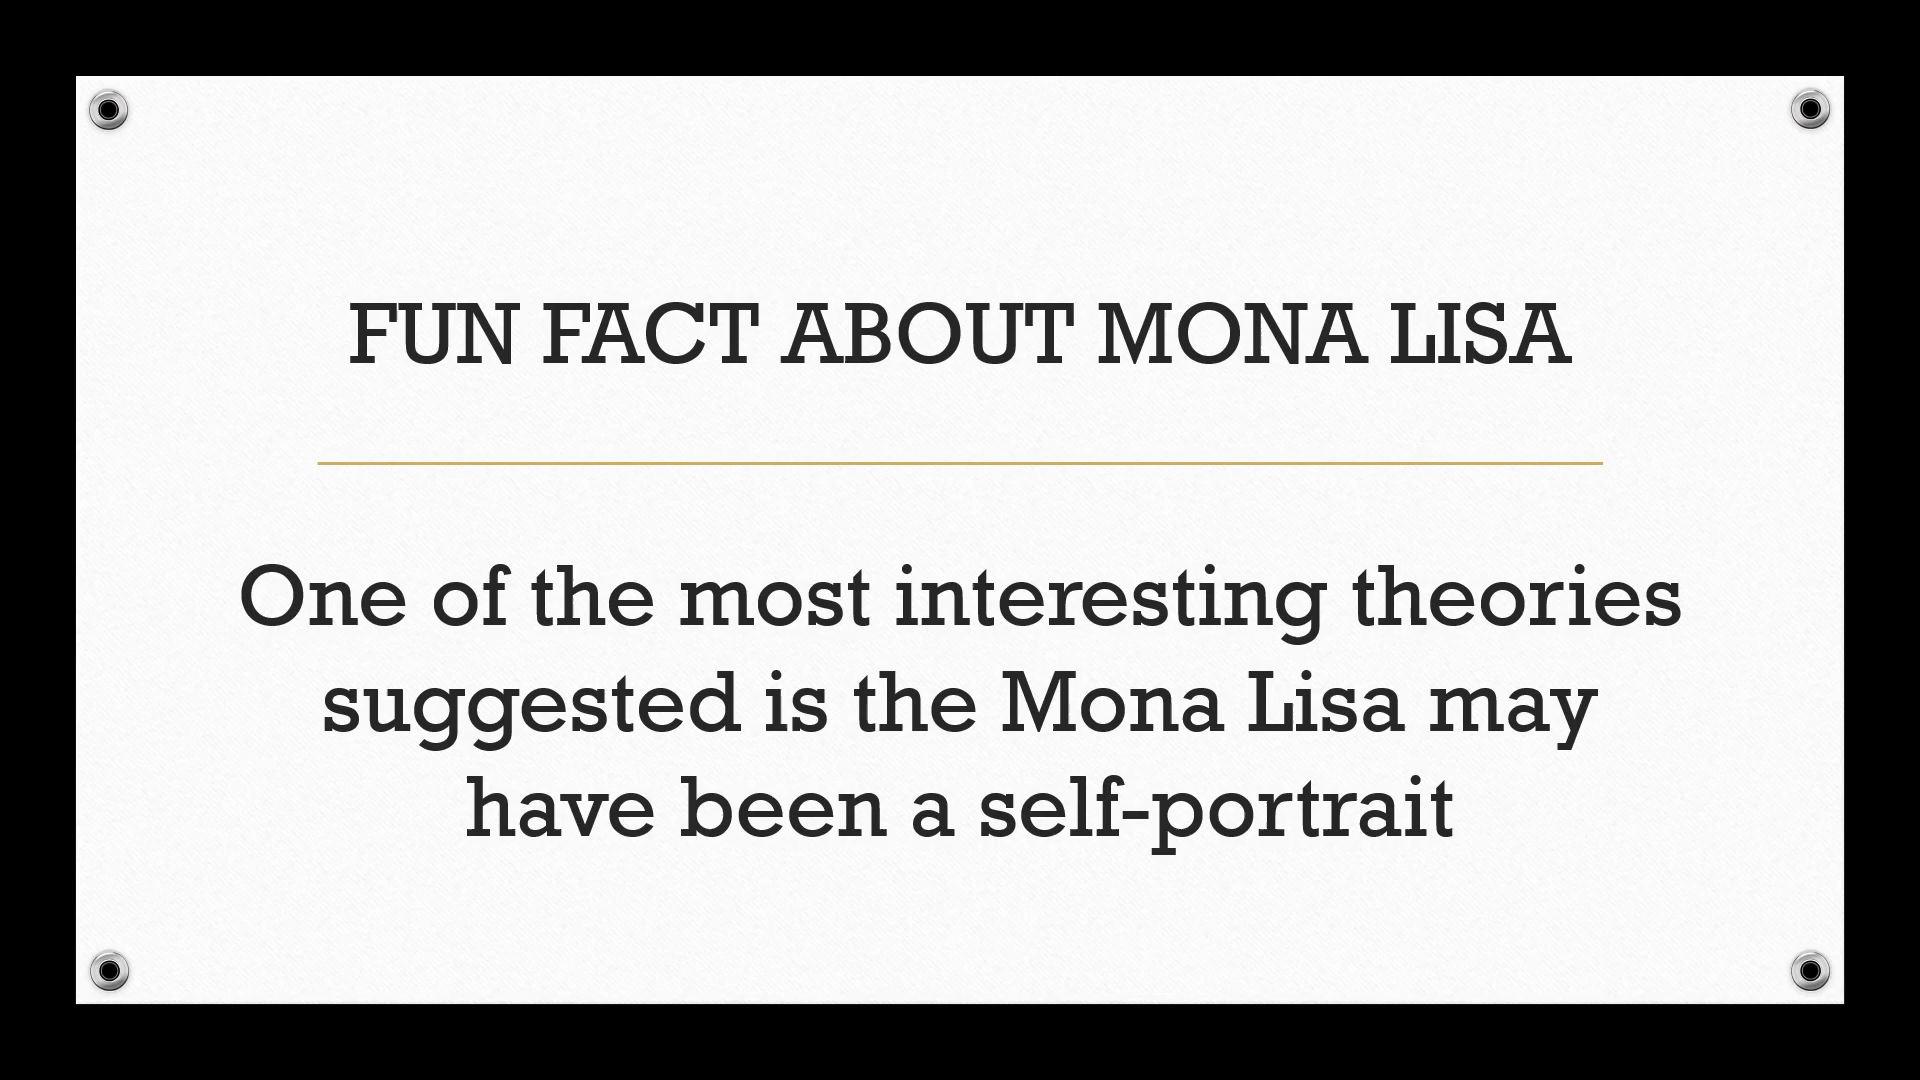 FUN FACT ABOUT MONA LISA
One of the most interesting theories
suggested is the Mona Lisa may
have been a self-portrait